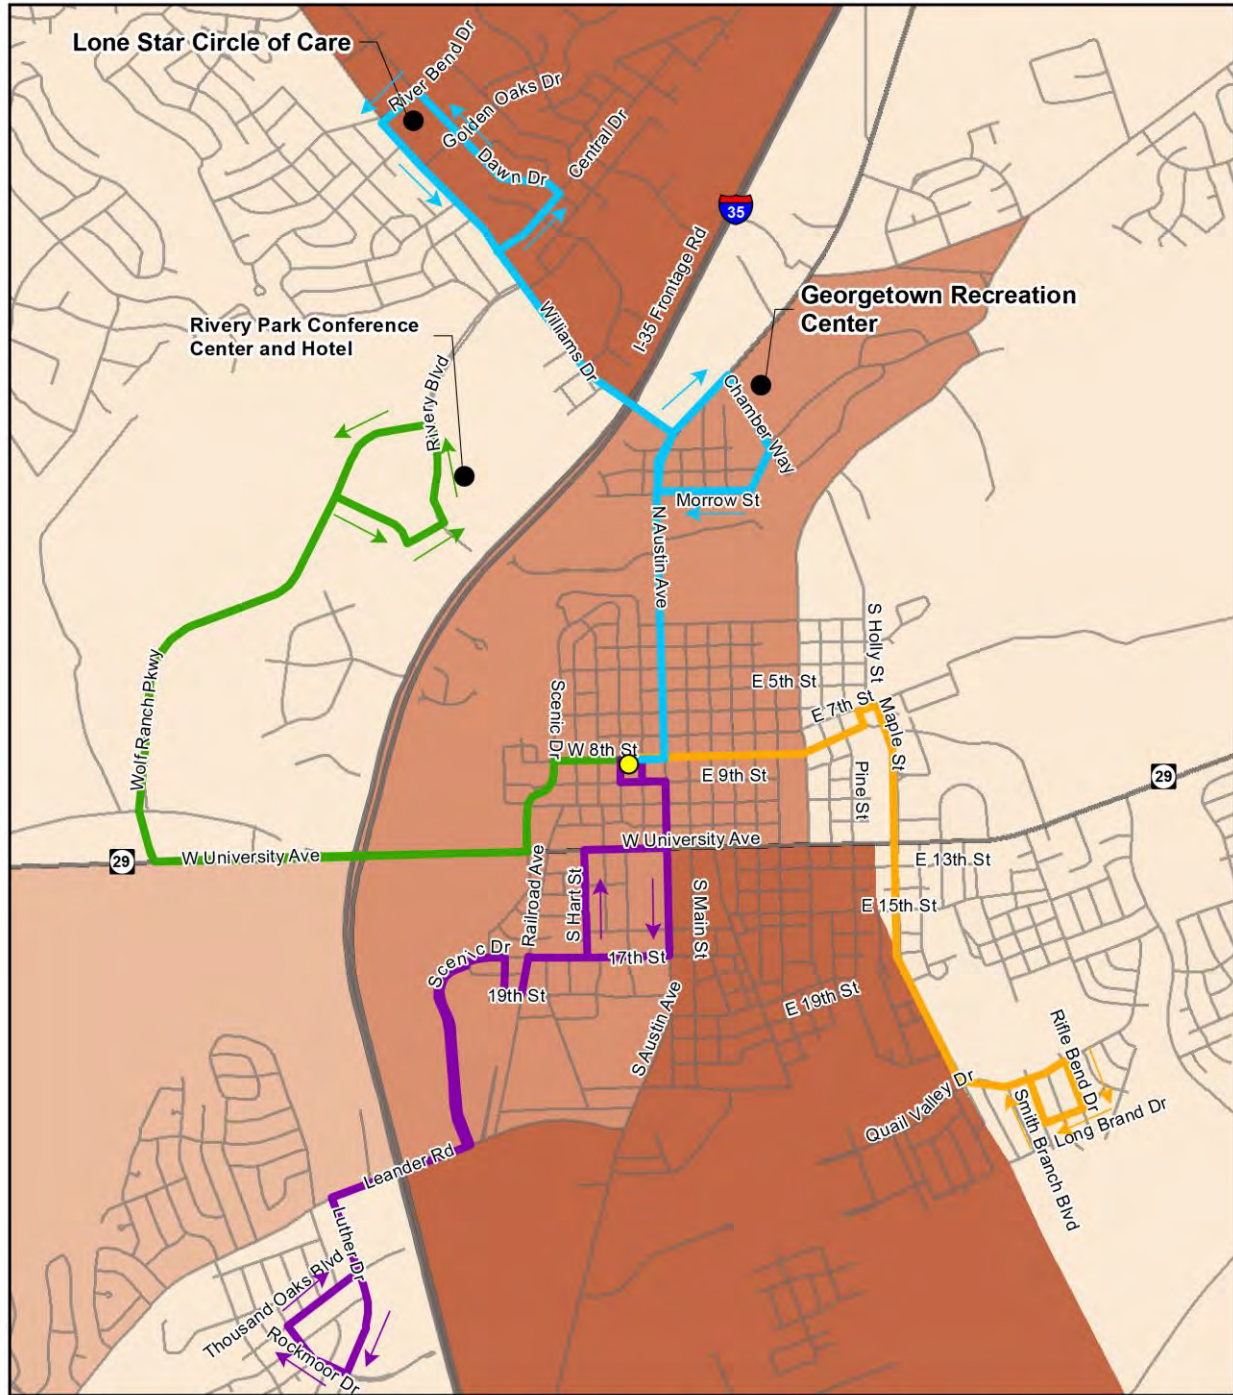 Lone Star Circle of Care
River Bend Dr
Golden Oaks Dr
Dawn Dr
Central Dr
35
I-35 Frontage Rd
Georgetown Recreation
Center
Rivery Park Conference
Center and Hotel
Williams Dr
Rivery Blvd
Chamber Way
Morrow St
N Austin Ave
S Holly St
E 5th St
E 7th St
Maple St
Scenic Dr
W 8th St
E 9th St
Pine St
Wolf Ranch Pkwy
29
W University Ave
W University Ave
29
E 13th St
E 15th St
Railroad Ave
S Hart St
S Main St
17th St
Scenic Dr
19th St
E 19th St
S Austin Ave
Rifle Bend Dr
Quail Valley Dr
Smith Branch Blvd
Long Brand Dr
Leander Rd
Luther Dr
Thousand Oaks Blvd
Rockmoor Dr